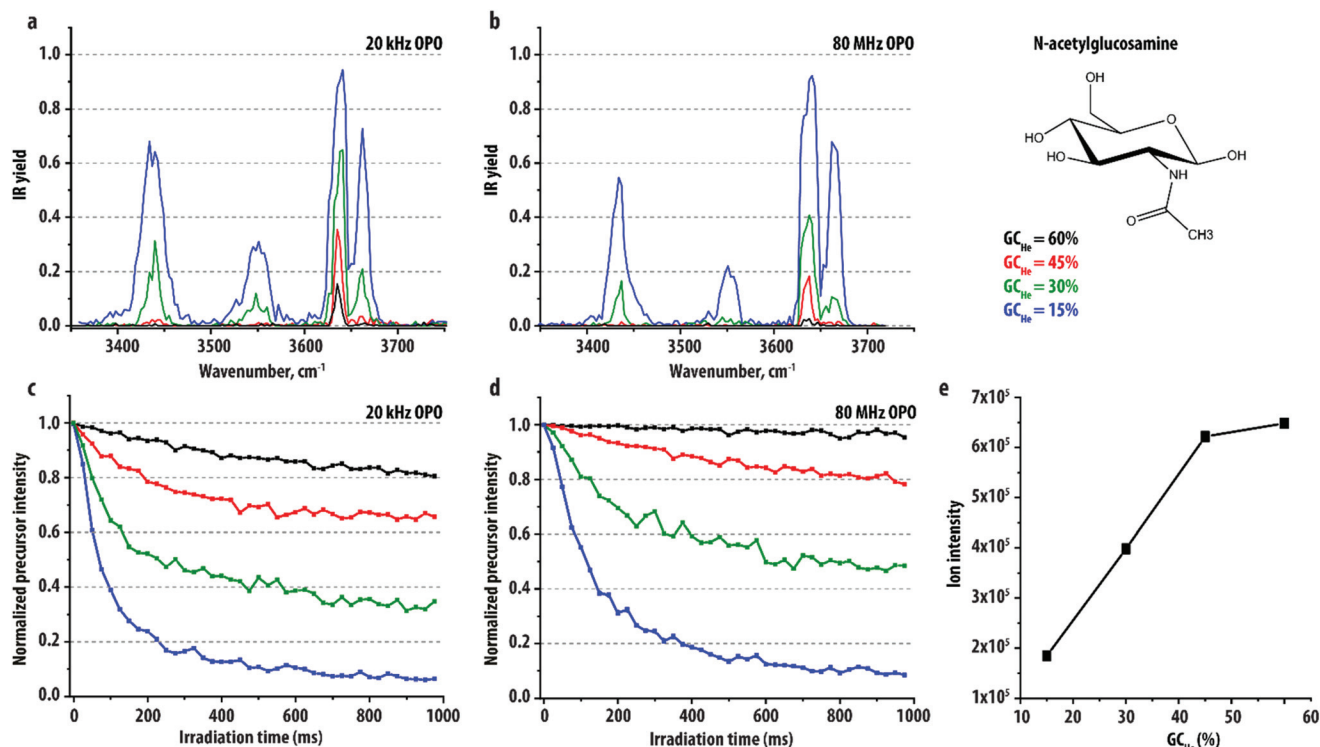 a
20 kHz OPO
1.0
0.8
0.6
0.4
0.2
0.0
IR yield
3400
3500
3600
3700
Wavenumber, cm⁻¹
b
80 MHz OPO
1.0
0.8
0.6
0.4
0.2
0.0
IR yield
3400
3500
3600
3700
Wavenumber, cm⁻¹
N-acetylglucosamine
OH
HO
O
HO
OH
NH
O
CH3
GC_He = 60%
GC_He = 45%
GC_He = 30%
GC_He = 15%
c
20 kHz OPO
1.0
0.8
0.6
0.4
0.2
0.0
Normalized precursor intensity
0
200
400
600
800
1000
Irradiation time (ms)
d
80 MHz OPO
1.0
0.8
0.6
0.4
0.2
0.0
Normalized precursor intensity
0
200
400
600
800
1000
Irradiation time (ms)
e
7x10⁵
6x10⁵
5x10⁵
4x10⁵
3x10⁵
2x10⁵
1x10⁵
Ion intensity
10
20
30
40
50
60
GC (%)